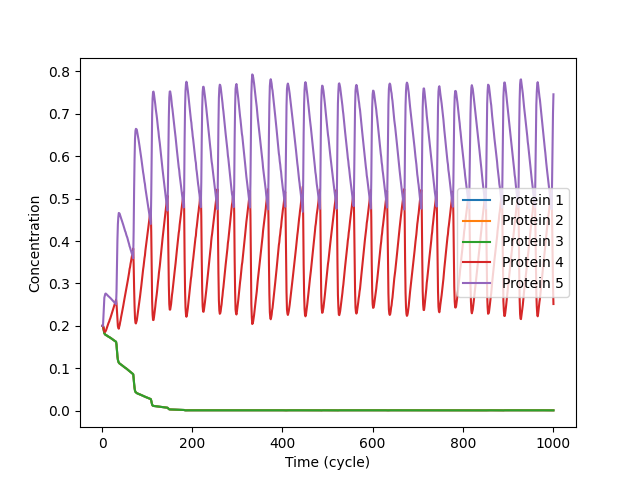 0.8
0.7
0.6
0.5
0.4
0.3
0.2
0.1
0.0
Concentration
0
200
400
600
800
1000
Time (cycle)
Protein 1
Protein 2
Protein 3
Protein 4
Protein 5